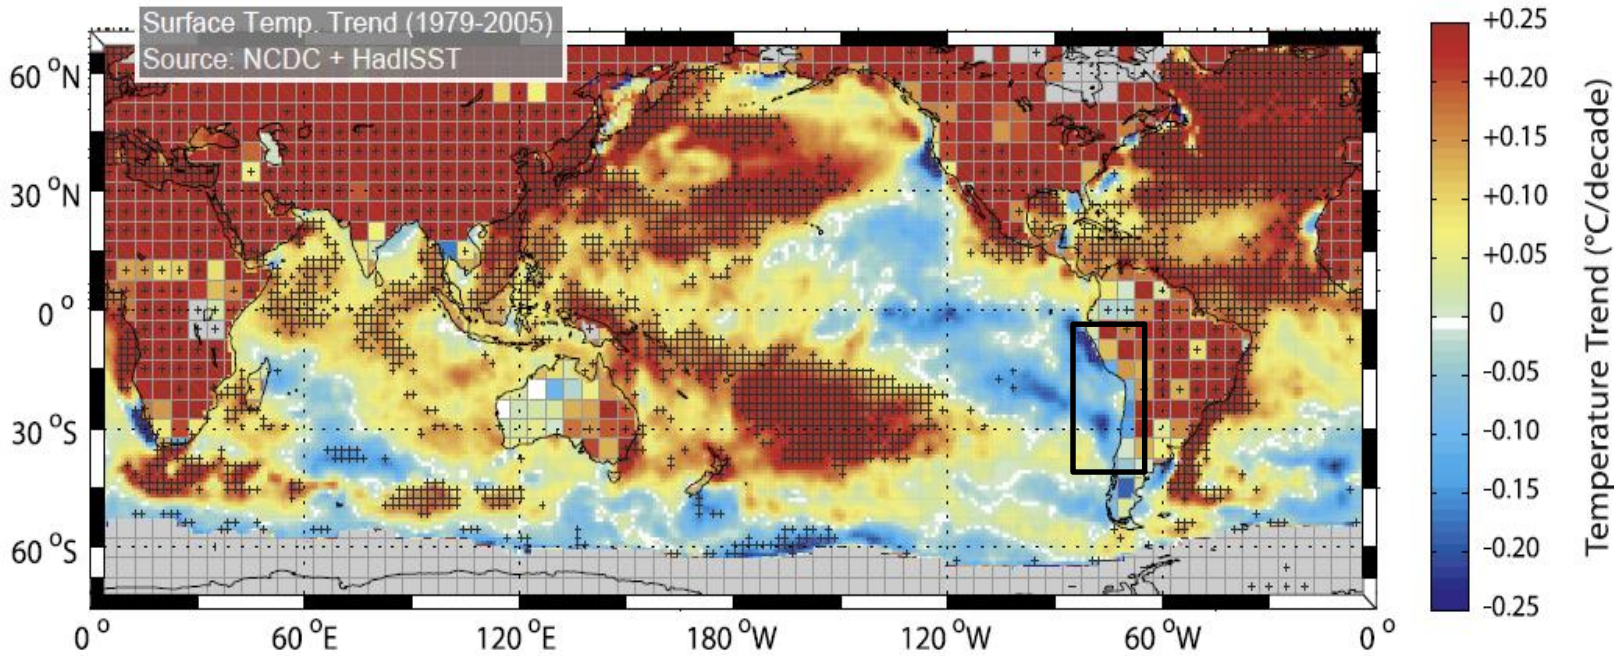 Surface Temp. Trend (1979-2005)
Source: NCDC + HadISST
60 °N
30 °N
0 °
30 °S
60 °S
0 °
60 °E
120 °E
180 °W
120 °W
60 °W
0 °
+0.25
+0.20
+0.15
+0.10
+0.05
0
-0.05
-0.10
-0.15
-0.20
-0.25
Temperature Trend (°C/decade)